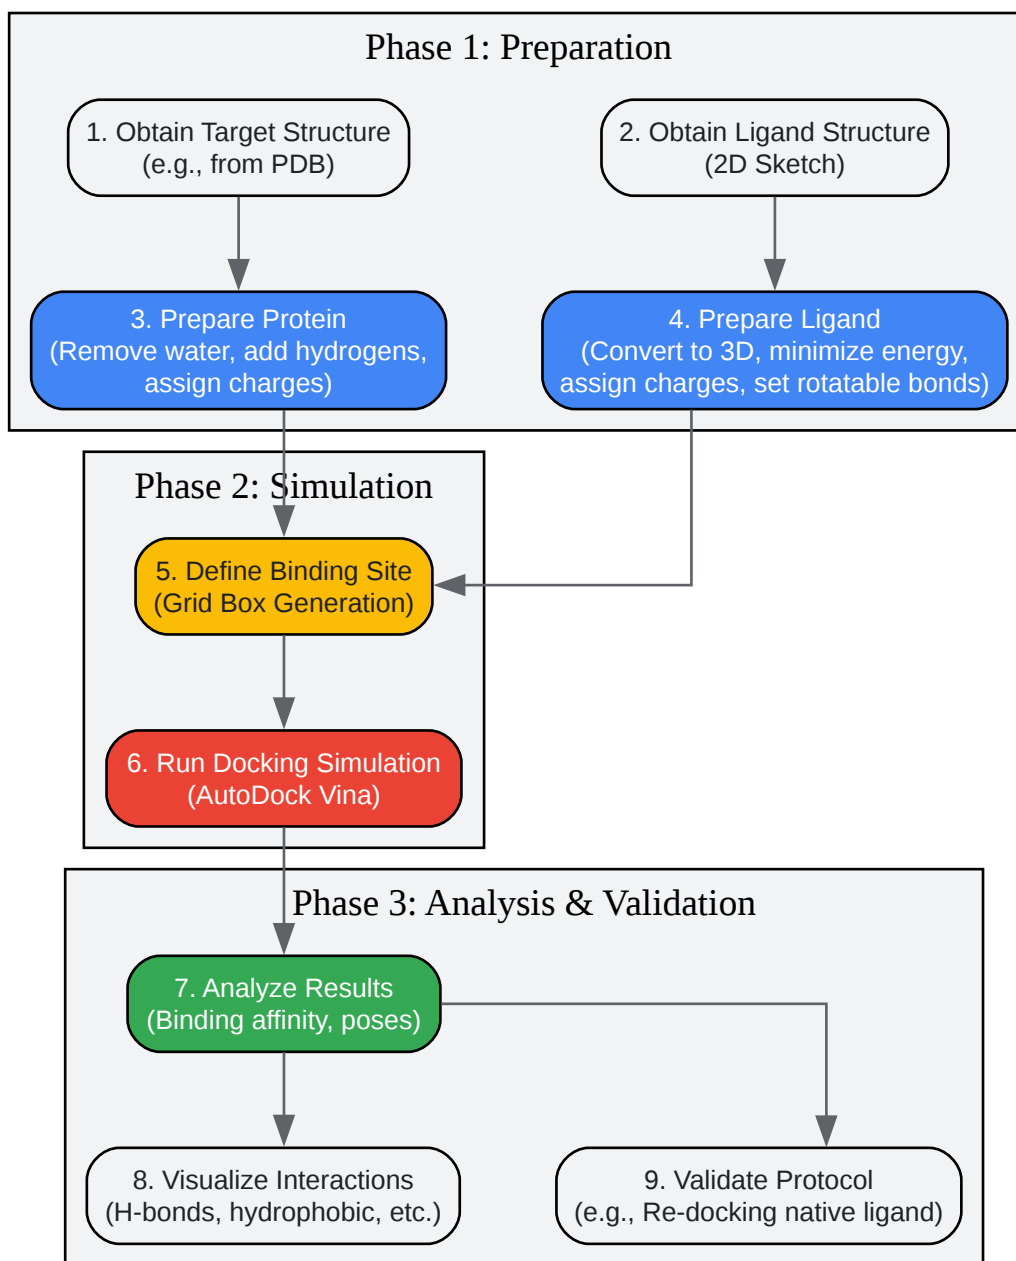 Phase 1: Preparation
1. Obtain Target Structure
(e.g., from PDB)
2. Obtain Ligand Structure
(2D Sketch)
3. Prepare Protein
(Remove water, add hydrogens,
assign charges)
4. Prepare Ligand
(Convert to 3D, minimize energy,
assign charges, set rotatable bonds)
Phase 2: Simulation
5. Define Binding Site
(Grid Box Generation)
6. Run Docking Simulation
(AutoDock Vina)
Phase 3: Analysis & Validation
7. Analyze Results
(Binding affinity, poses)
8. Visualize Interactions
(H-bonds, hydrophobic, etc.)
9. Validate Protocol
(e.g., Re-docking native ligand)